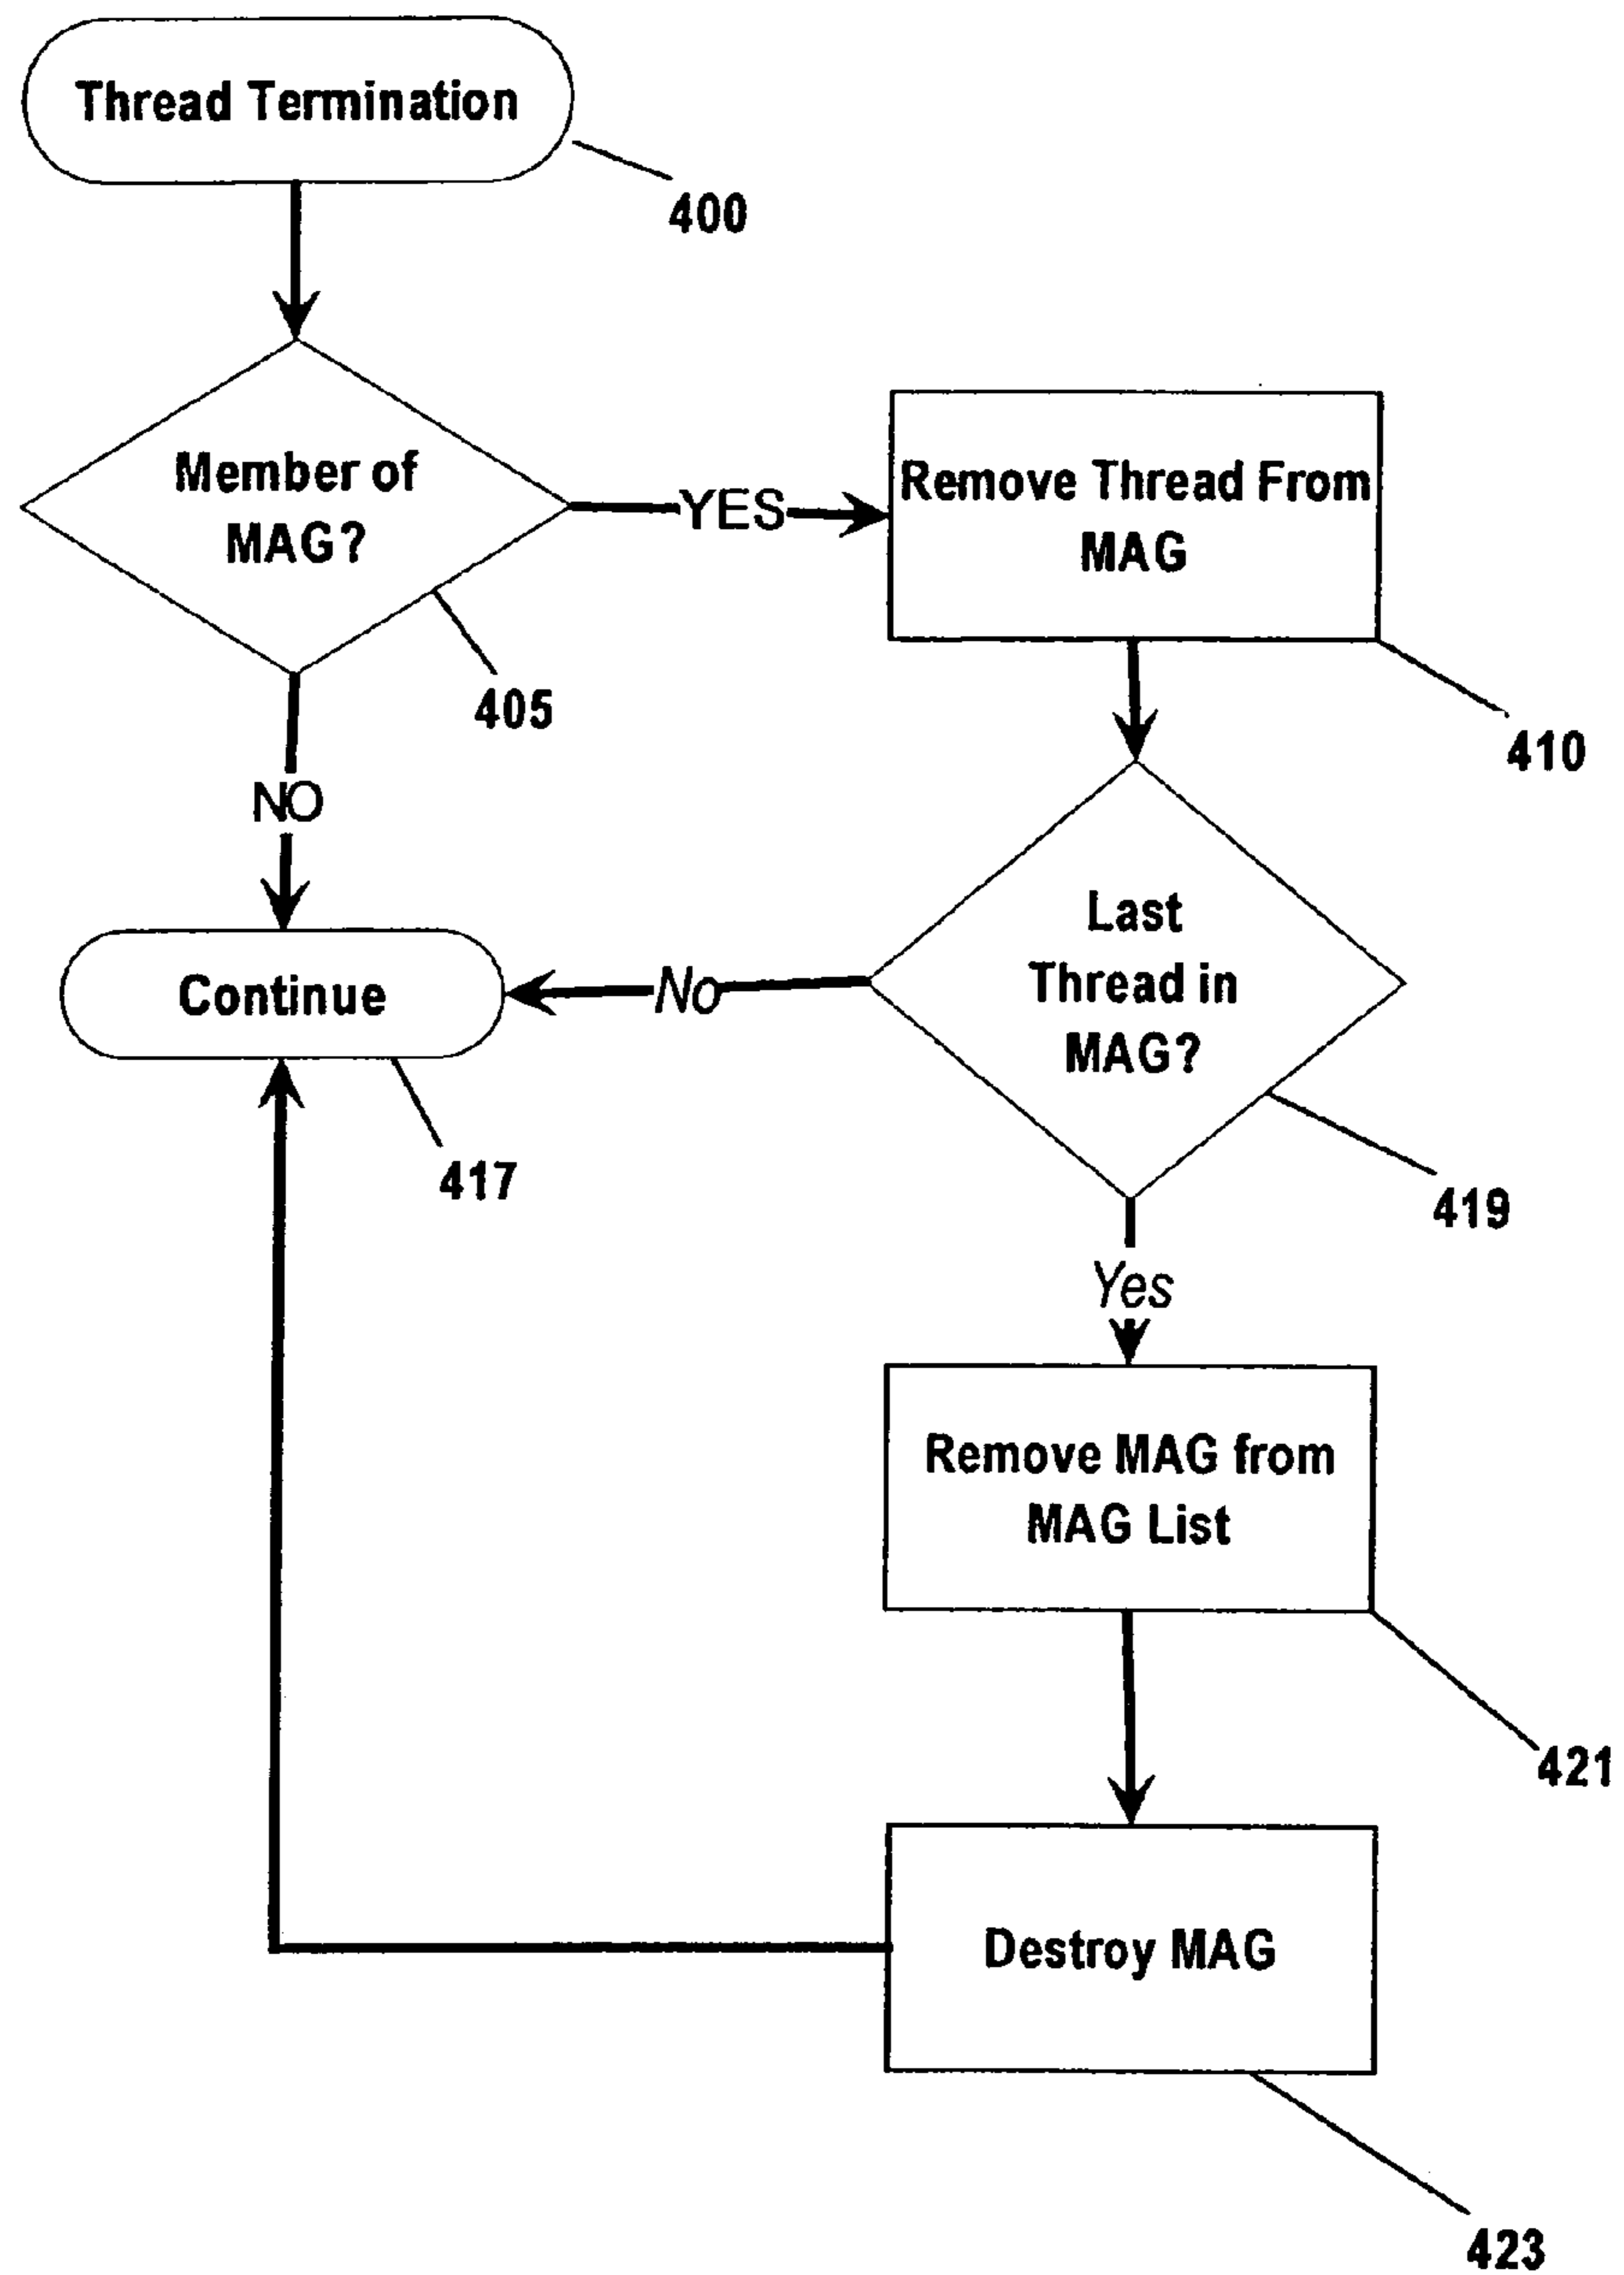 Thread Termination
400
Member of
MAG?
405
YES
Remove Thread From
MAG
410
NO
Continue
417
No
Last
Thread in
MAG?
419
Yes
Remove MAG from
MAG List
421
Destroy MAG
423